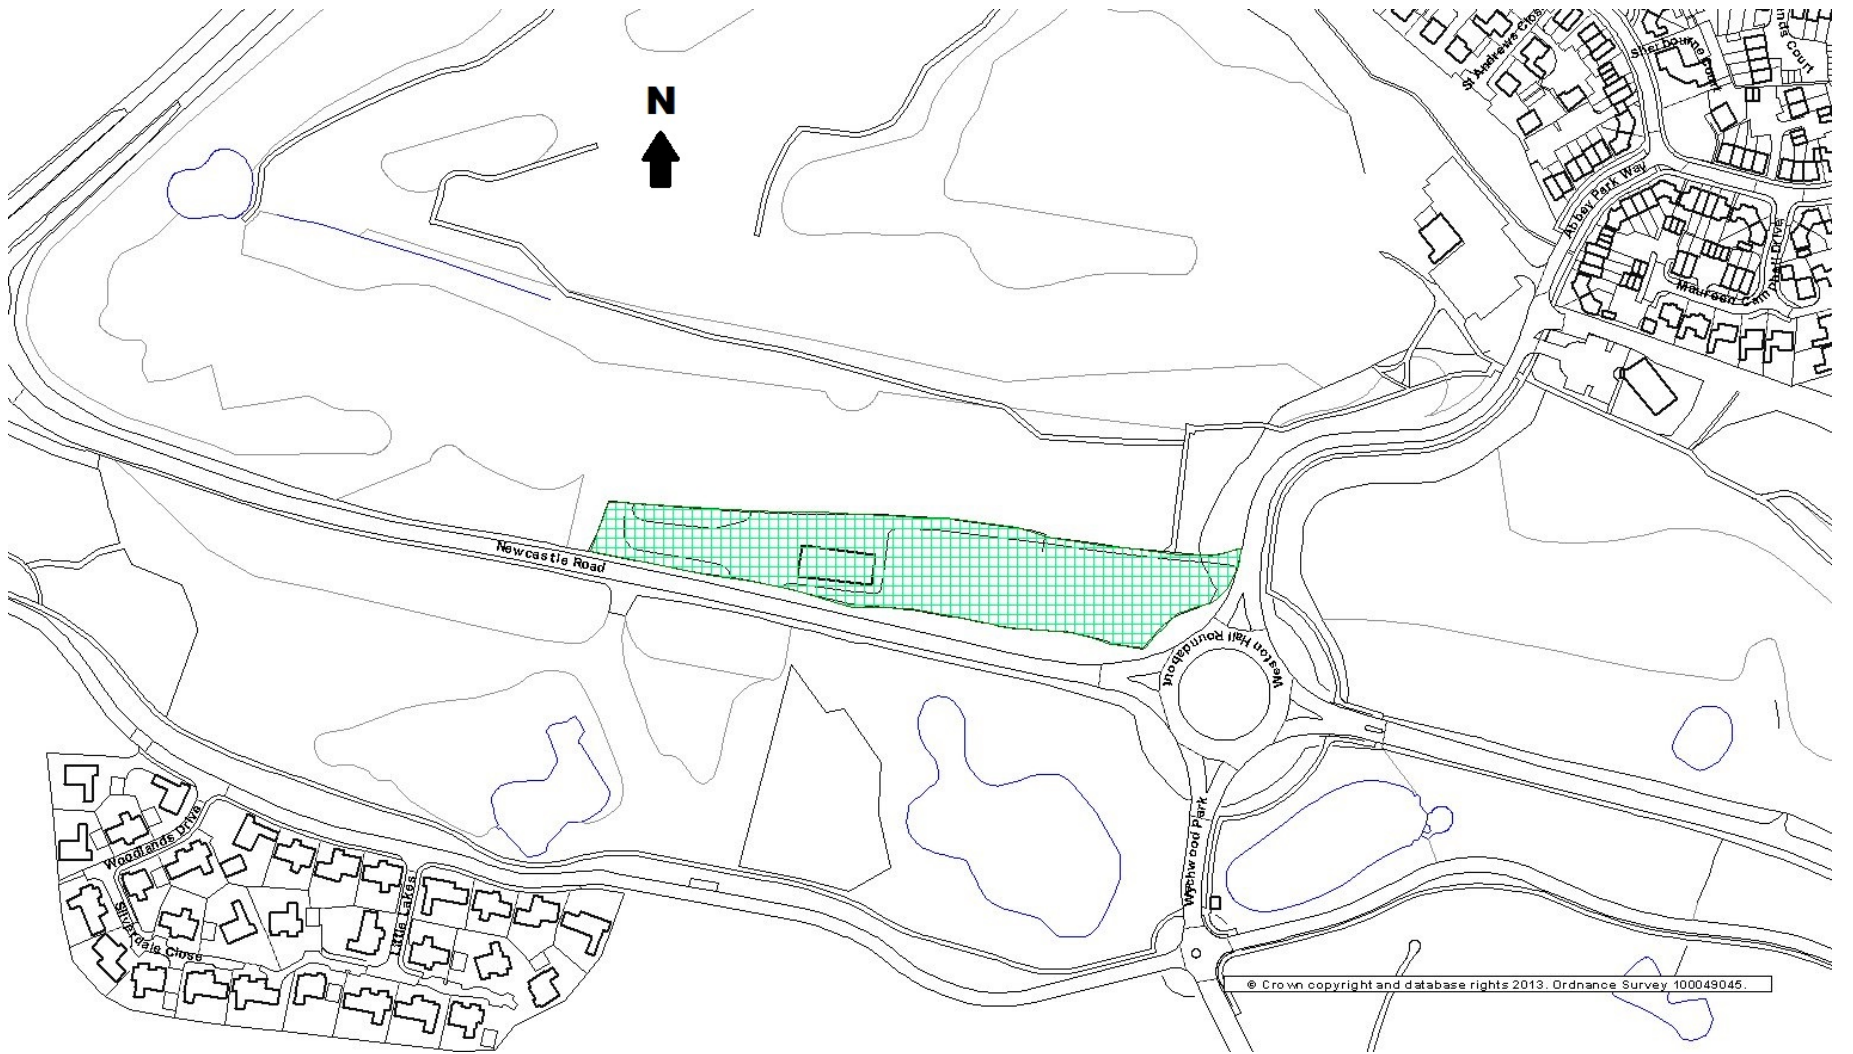 St Andrews Close
Sherbourne Court
N
Abbey Park Way
Maureen Campbell Drive
Newcastle Road
Weston Hall Roundabout
Wychwood Park
Woodlands Drive
Little Lakes
Silverdale Close
© Crown copyright and database rights 2013. Ordnance Survey 100049045.